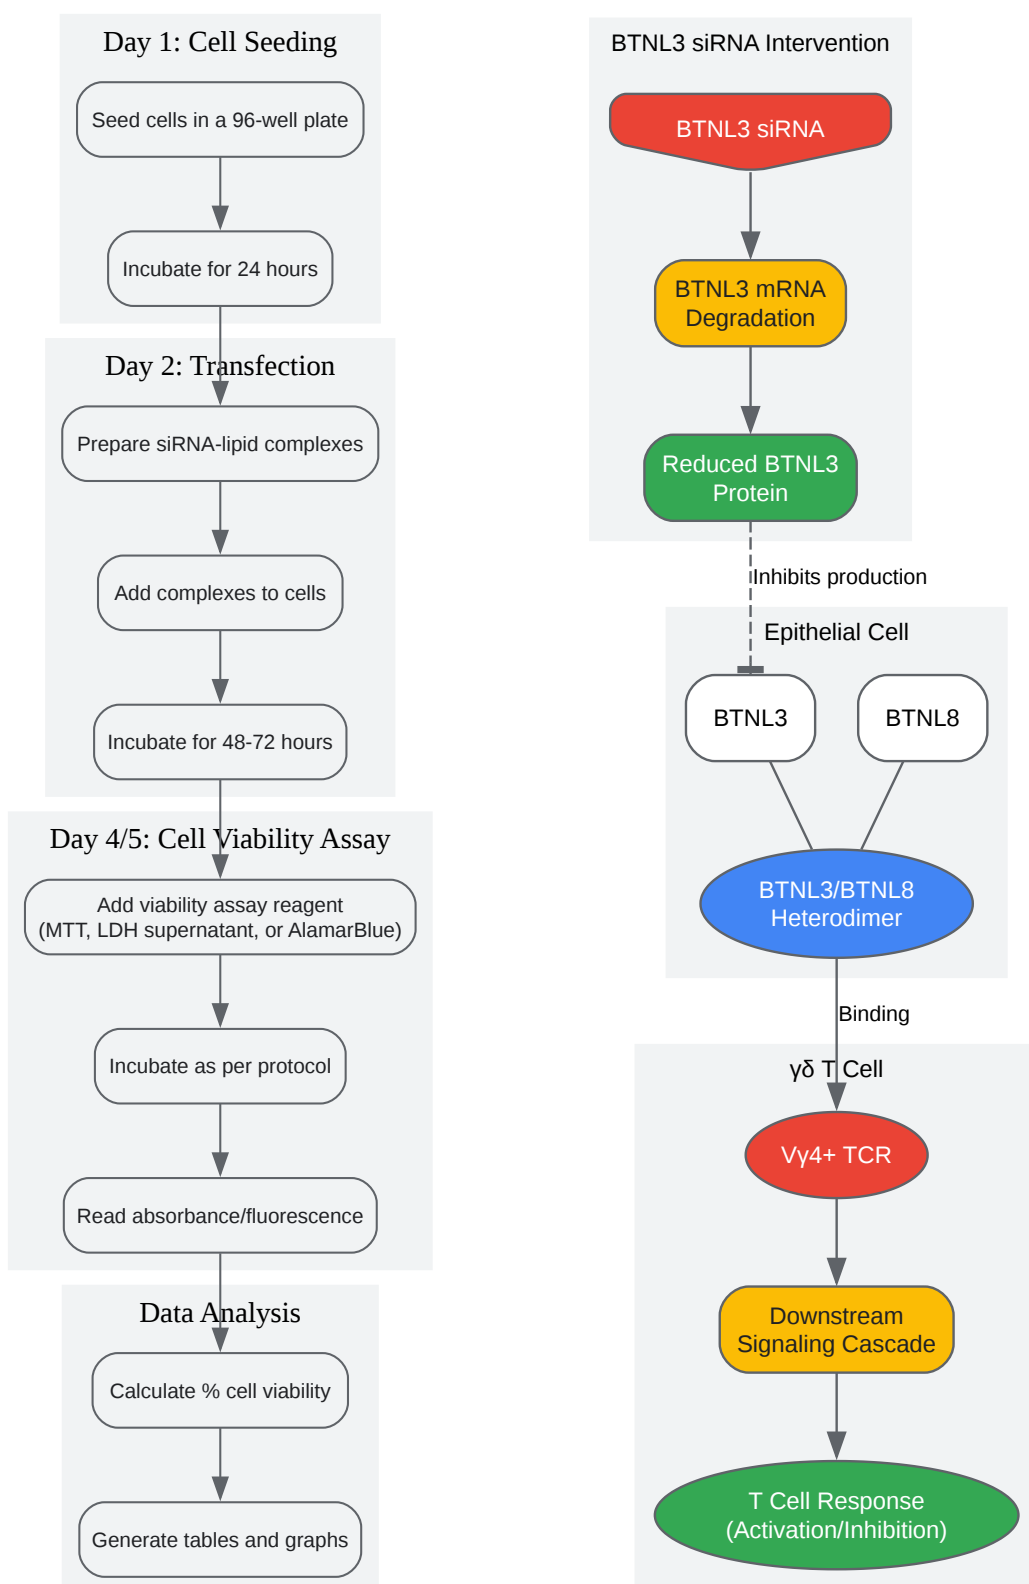 Day 1: Cell Seeding
Seed cells in a 96-well plate
Incubate for 24 hours
Day 2: Transfection
Prepare siRNA-lipid complexes
Add complexes to cells
Incubate for 48-72 hours
Day 4/5: Cell Viability Assay
Add viability assay reagent
(MTT, LDH supernatant, or AlamarBlue)
Incubate as per protocol
Read absorbance/fluorescence
Data Analysis
Calculate % cell viability
Generate tables and graphs
BTNL3 siRNA Intervention
BTNL3 siRNA
BTNL3 mRNA
Degradation
Reduced BTNL3
Protein
Inhibits production
Epithelial Cell
BTNL3
BTNL8
BTNL3/BTNL8
Heterodimer
Binding
γδ T Cell
Vγ4+ TCR
Downstream
Signaling Cascade
T Cell Response
(Activation/Inhibition)